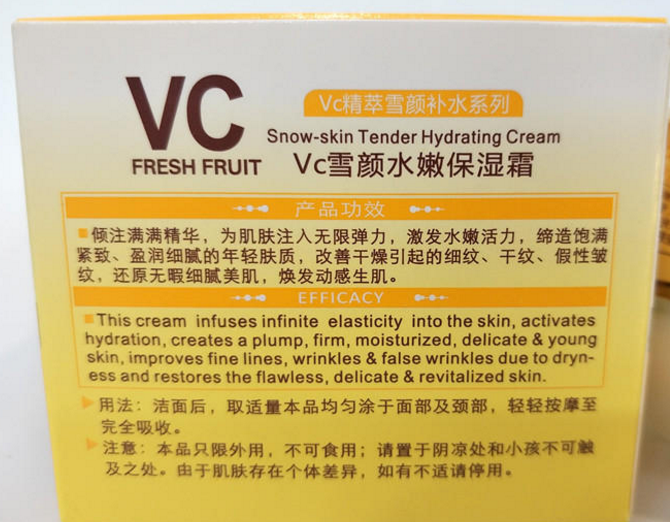 VC
FRESH FRUIT
Vc精萃雪颜补水系列
Snow-skin Tender Hydrating Cream
Vc雪颜水嫩保湿霜
产品功效
倾注满满精华，为肌肤注入无限弹力，激发水嫩活力，缔造饱满
紧致、盈润细腻的年轻肤质，改善干燥引起的细纹、干纹、假性皱
纹，还原无暇细腻美肌，焕发动感生肌。
EFFICACY
This cream infuses infinite elasticity into the skin, activates
hydration, creates a plump, firm, moisturized, delicate & young
skin, improves fine lines, wrinkles & false wrinkles due to dryn-
ess and restores the flawless, delicate & revitalized skin.
用法：洁面后，取适量本品均匀涂于面部及颈部，轻轻按摩至
完全吸收。
注意：本品只限外用，不可食用；请置于阴凉处和小孩不可触
及之处。由于肌肤存在个体差异，如有不适请停用。